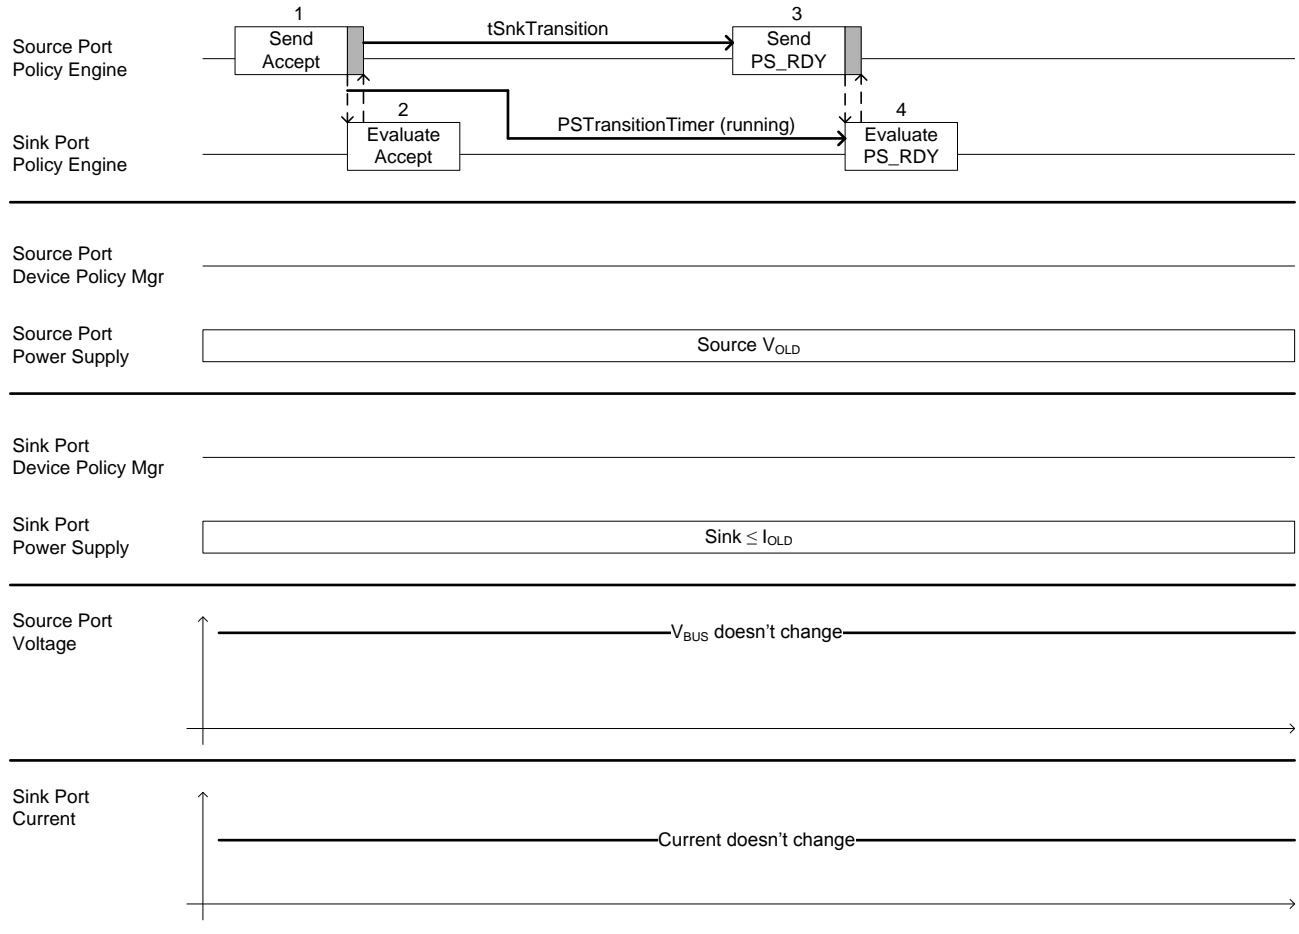 1
Send
Accept
tSnkTransition
3
Send
PS_RDY
Source Port
Policy Engine
2
Evaluate
Accept
PSTransitionTimer (running)
4
Evaluate
PS_RDY
Sink Port
Policy Engine
Source Port
Device Policy Mgr
Source Port
Power Supply
Source VOLD
Sink Port
Device Policy Mgr
Sink Port
Power Supply
Sink ≤ IOLD
Source Port
Voltage
VBUS doesn't change
Sink Port
Current
Current doesn't change